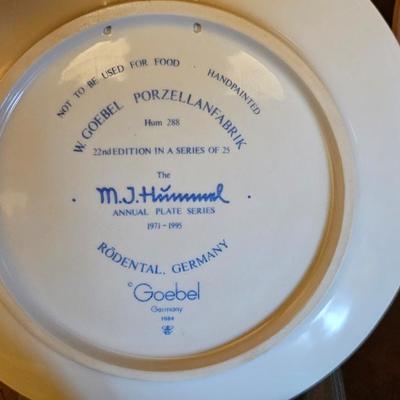 NOT TO BE USED FOR FOOD HANDPAINTED
W. GOEBEL PORZELLANFABRIK
Hum 288
22nd EDITION IN A SERIES OF 25
The
M.J. Hummel
ANNUAL PLATE SERIES
1971-1995
RÖDENTAL, GERMANY
© Goebel
Germany
1984